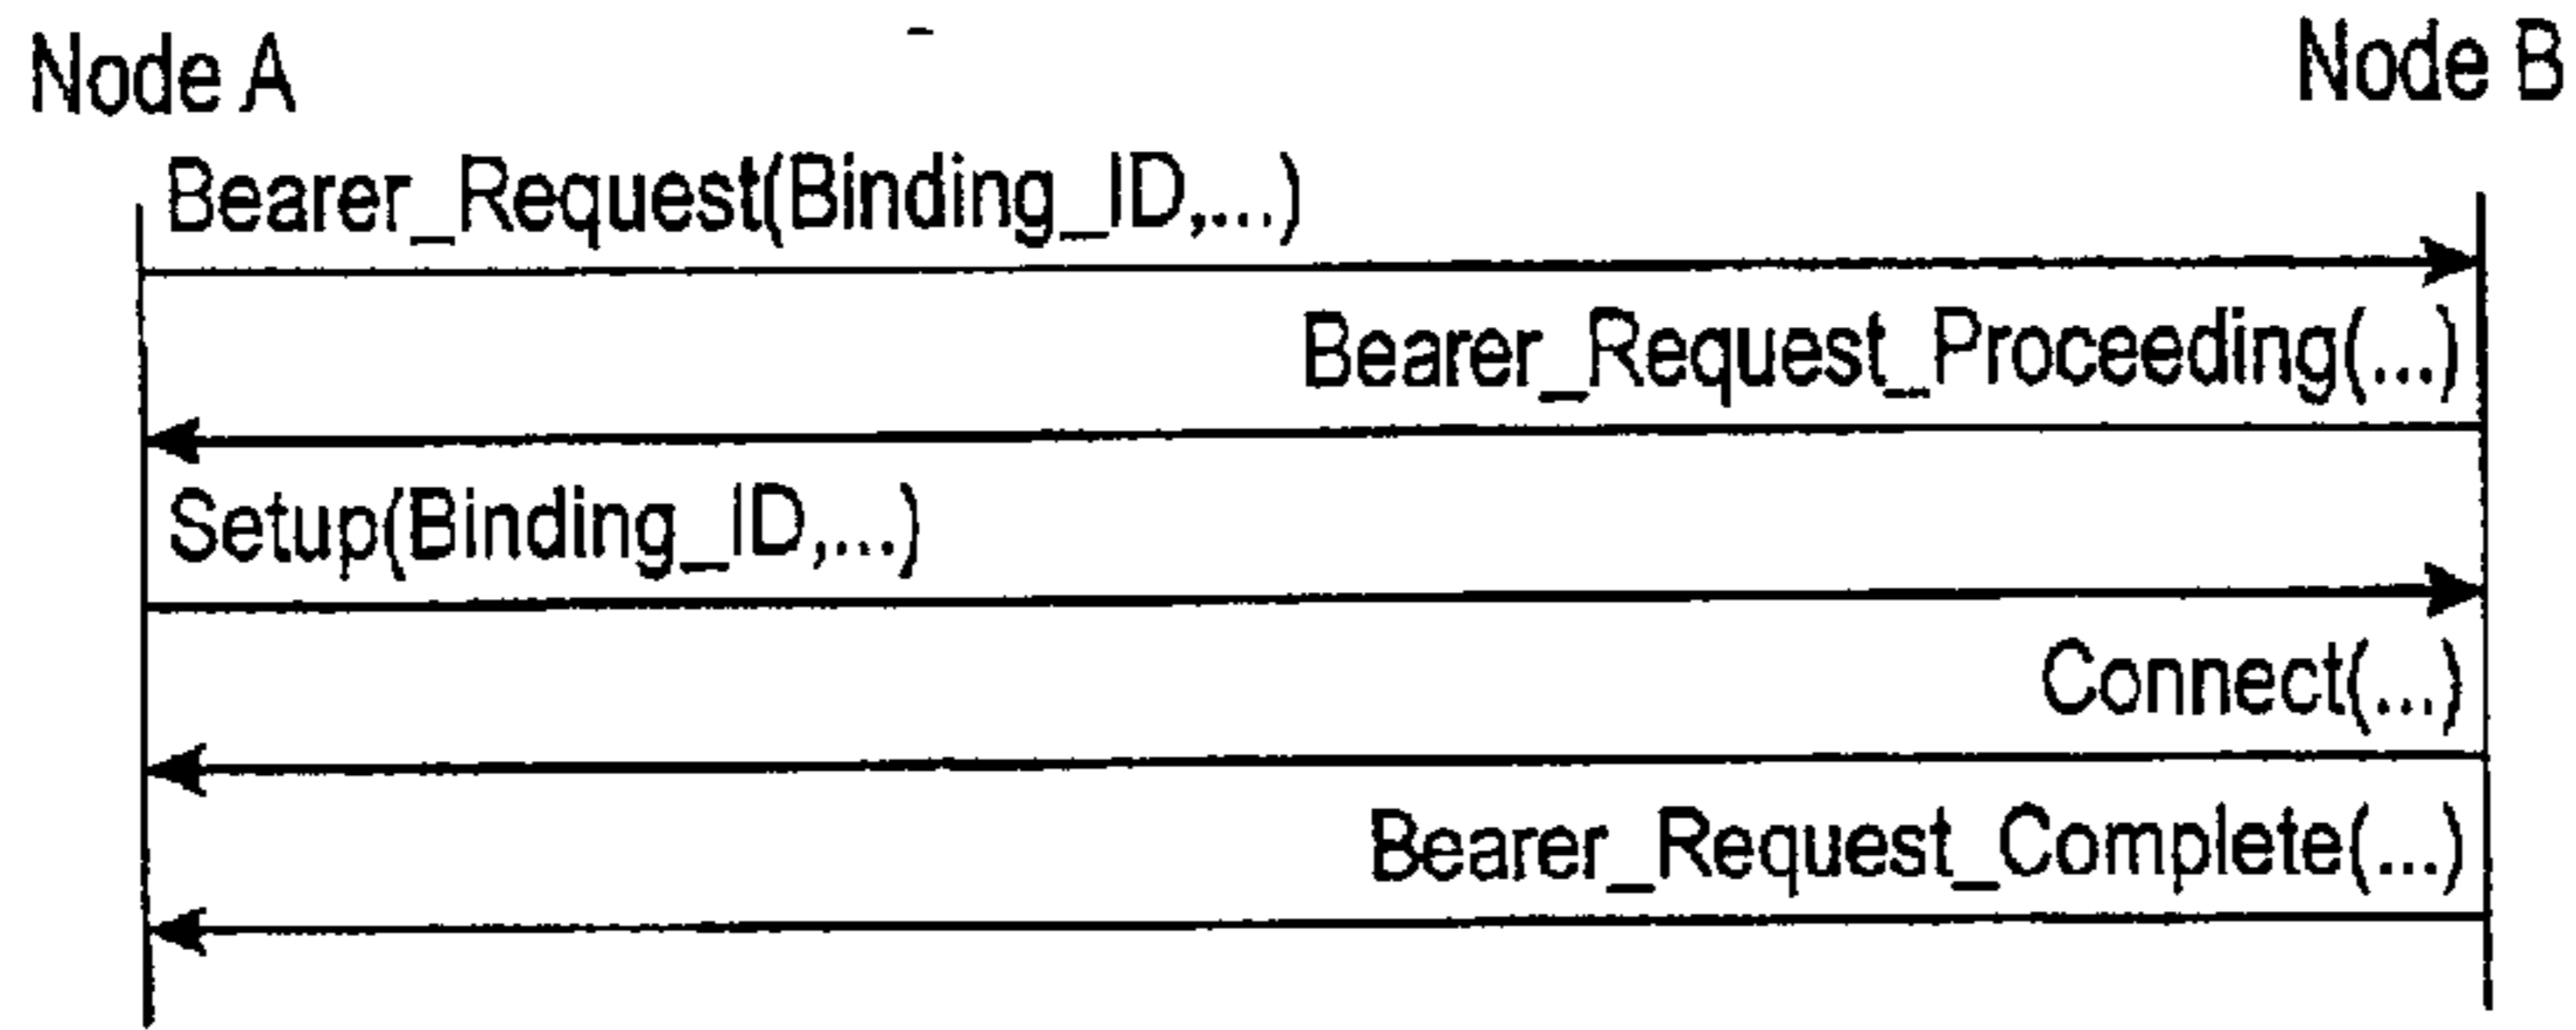 Node A
Node B
Bearer_Request(Binding_ID,...)
Bearer_Request_Proceeding(...)
Setup(Binding_ID,...)
Connect(...)
Bearer_Request_Complete(...)